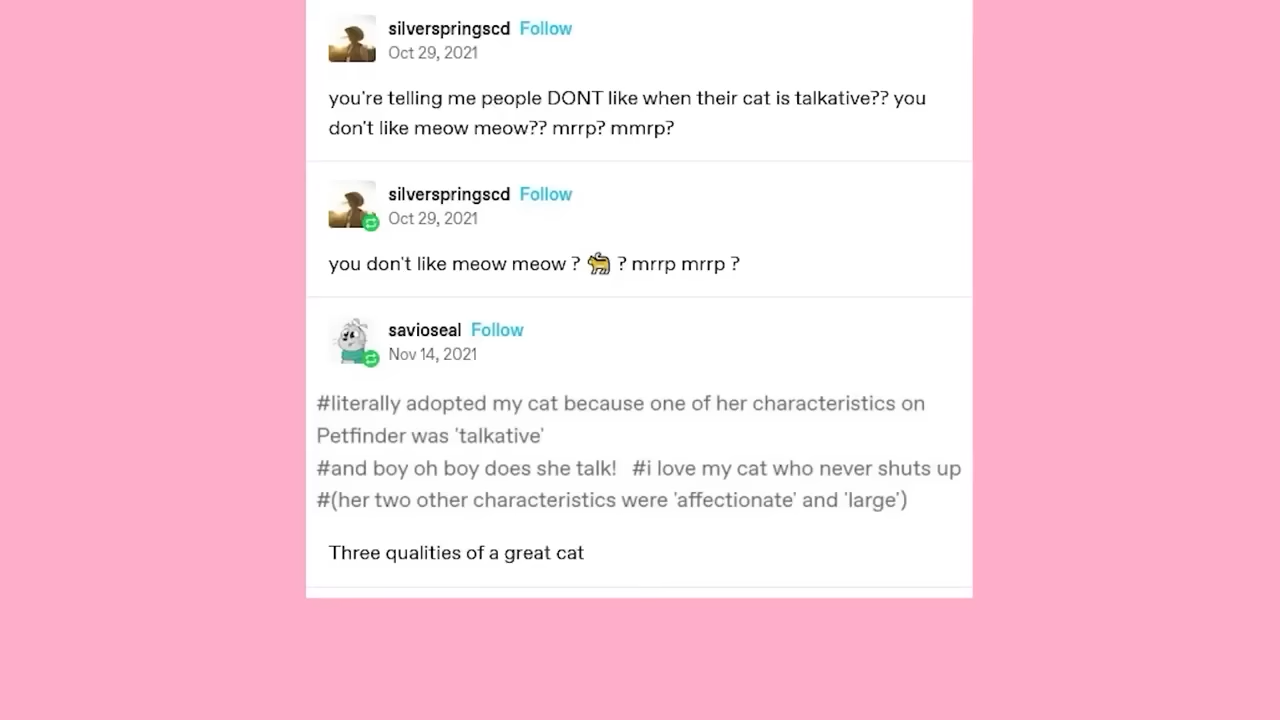 silverspringscd Follow
Oct 29, 2021
you're telling me people DONT like when their cat is talkative?? you
don't like meow meow?? mrrp? mmrp?
silverspringscd Follow
Oct 29, 2021
you don't like meow meow ? 🐈 ? mrrp mrrp ?
savioseal Follow
Nov 14, 2021
#literally adopted my cat because one of her characteristics on
Petfinder was 'talkative'
#and boy oh boy does she talk! #i love my cat who never shuts up
#(her two other characteristics were 'affectionate' and 'large')
Three qualities of a great cat